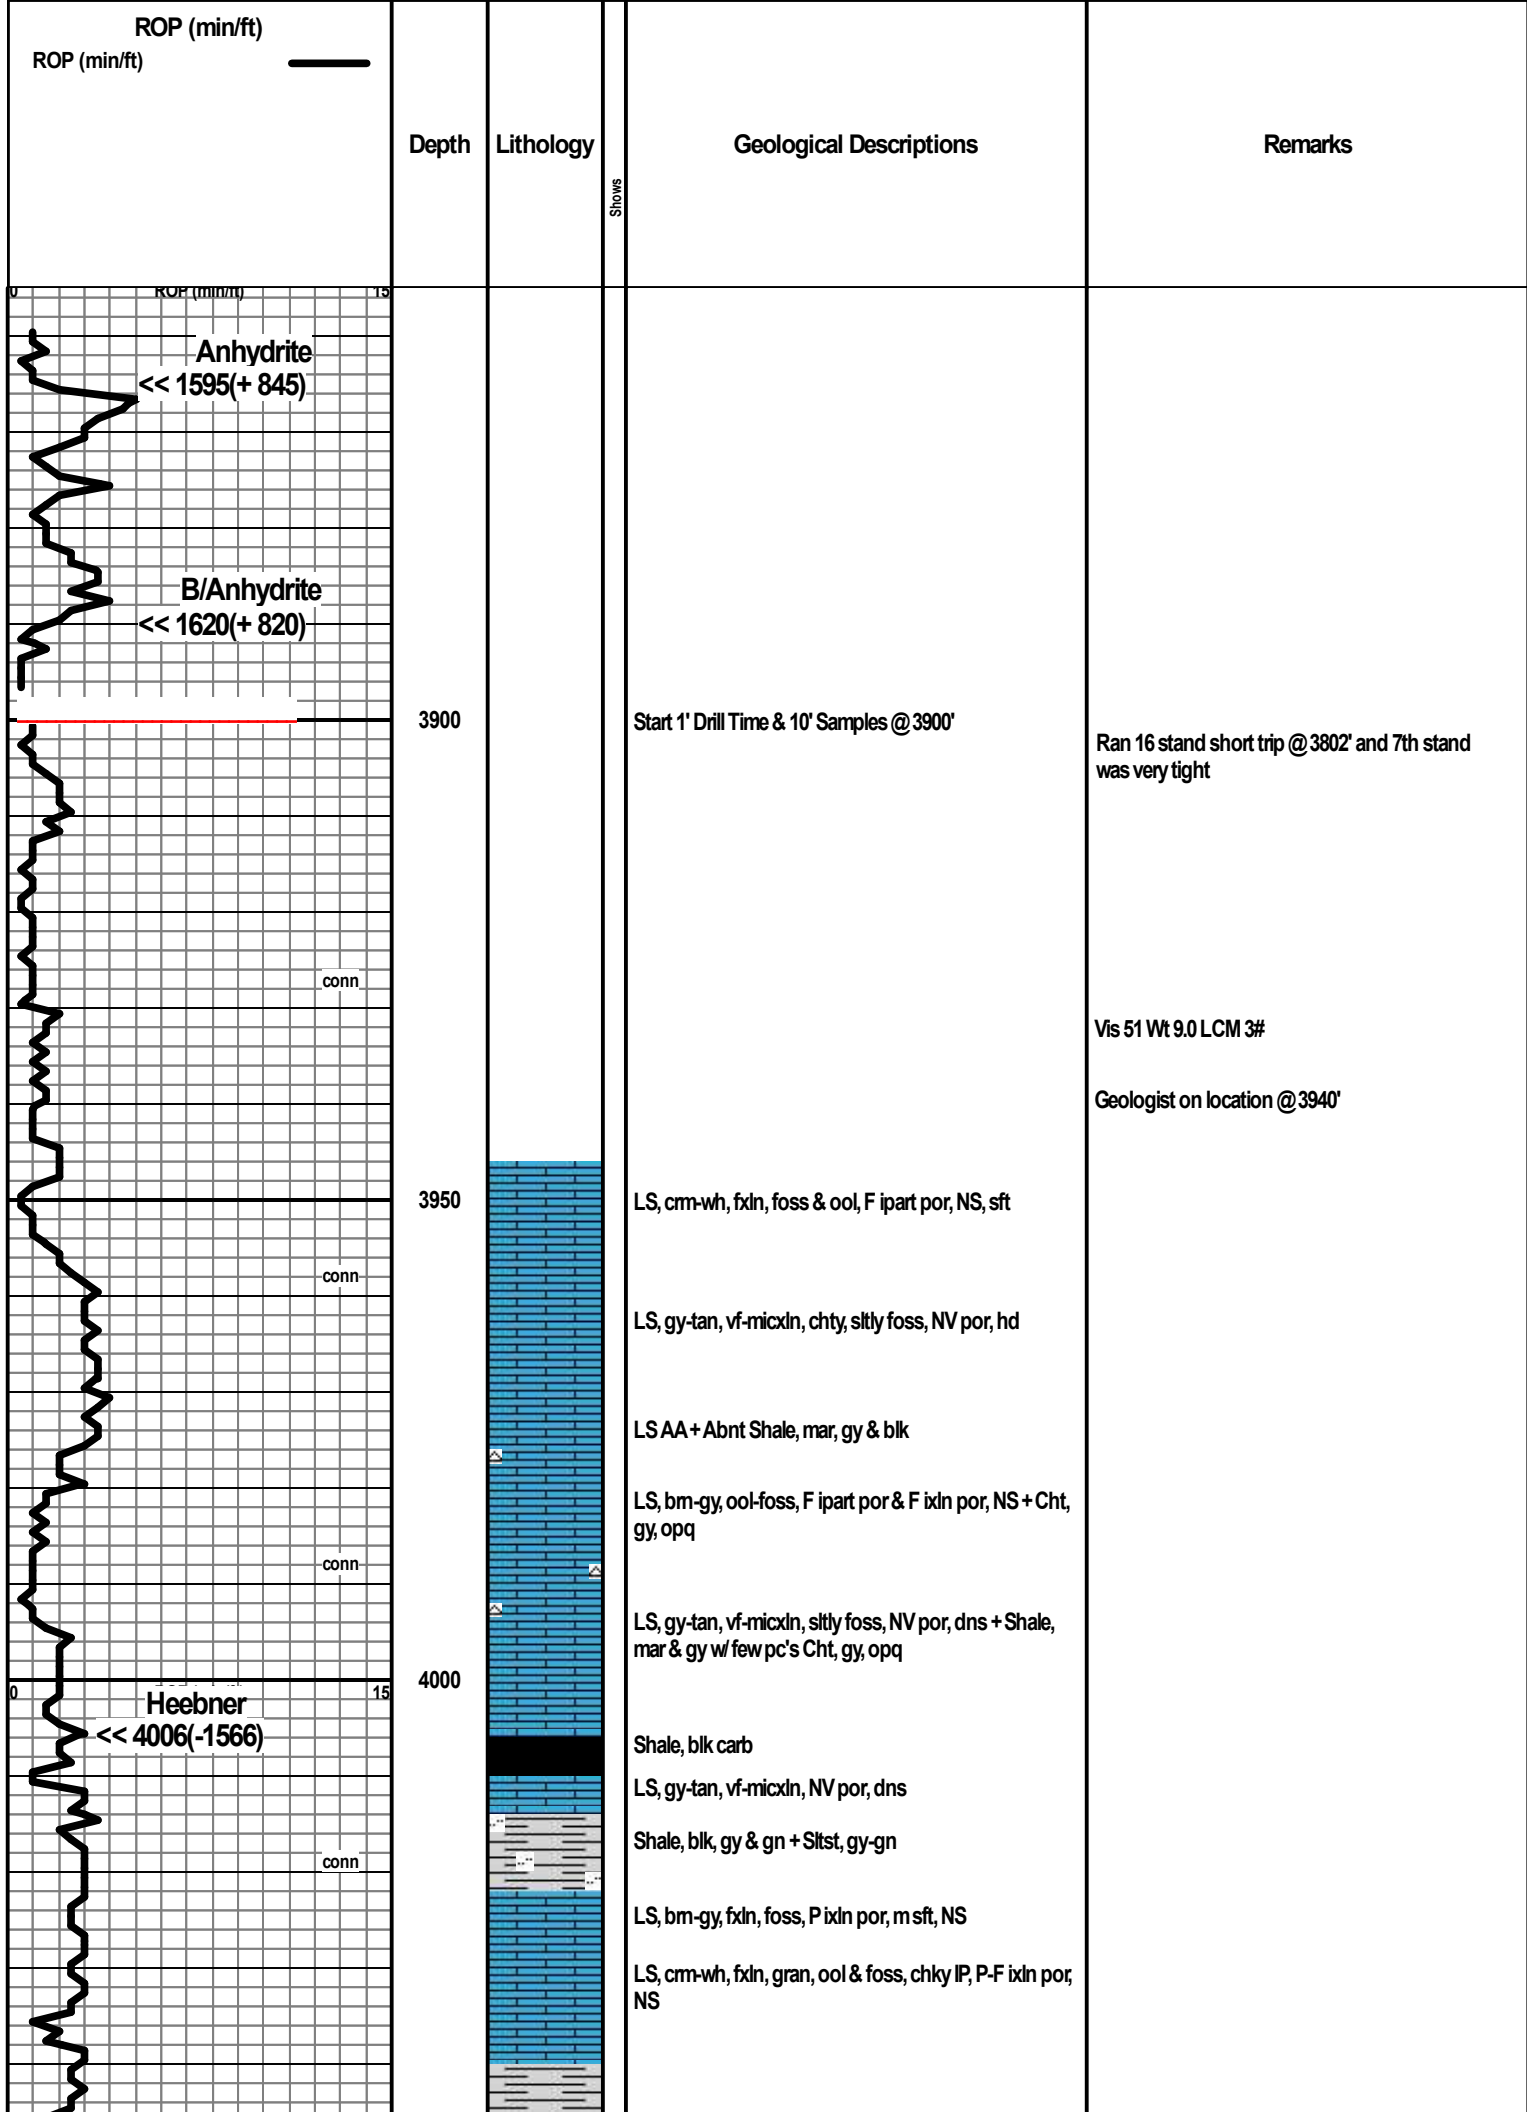 ROP (min/ft)
ROP (min/ft)
Depth
Lithology
Shows
Geological Descriptions
Remarks
0 ROP (min/ft) 15
Anhydrite
<< 1595(+ 845)
B/Anhydrite
<< 1620(+ 820)
3900
Start 1' Drill Time & 10' Samples @ 3900'
Ran 16 stand short trip @ 3802' and 7th stand
was very tight
conn
Vis 51 Wt 9.0 LCM 3#
Geologist on location @ 3940'
3950
LS, crm-wh, fxln, foss & ool, F ipart por, NS, sft
conn
LS, gy-tan, vf-micxln, chty, sltly foss, NV por, hd
LS AA + Abnt Shale, mar, gy & blk
LS, brn-gy, ool-foss, F ipart por & F ixln por, NS + Cht,
gy, opq
conn
LS, gy-tan, vf-micxln, sltly foss, NV por, dns + Shale,
mar & gy w/ few pc's Cht, gy, opq
4000
0 15
Heebner
<< 4006(-1566)
Shale, blk carb
LS, gy-tan, vf-micxln, NV por, dns
Shale, blk, gy & gn + Sltst, gy-gn
conn
LS, brn-gy, fxln, foss, P ixln por, m sft, NS
LS, crm-wh, fxln, gran, ool & foss, chky IP, P-F ixln por,
NS